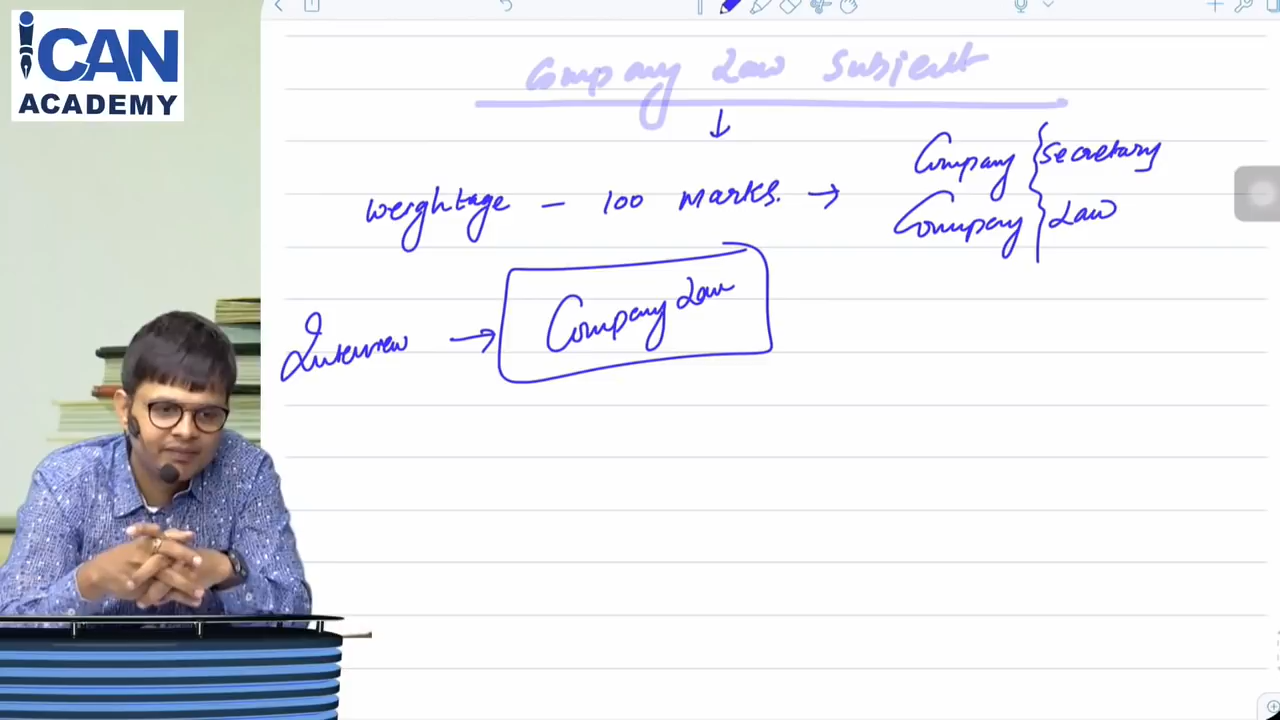 iCAN
ACADEMY
Company Law Subject
↓
Weightage - 100 marks. →
Company { Secretary
Company { Law
Interview → Company Law